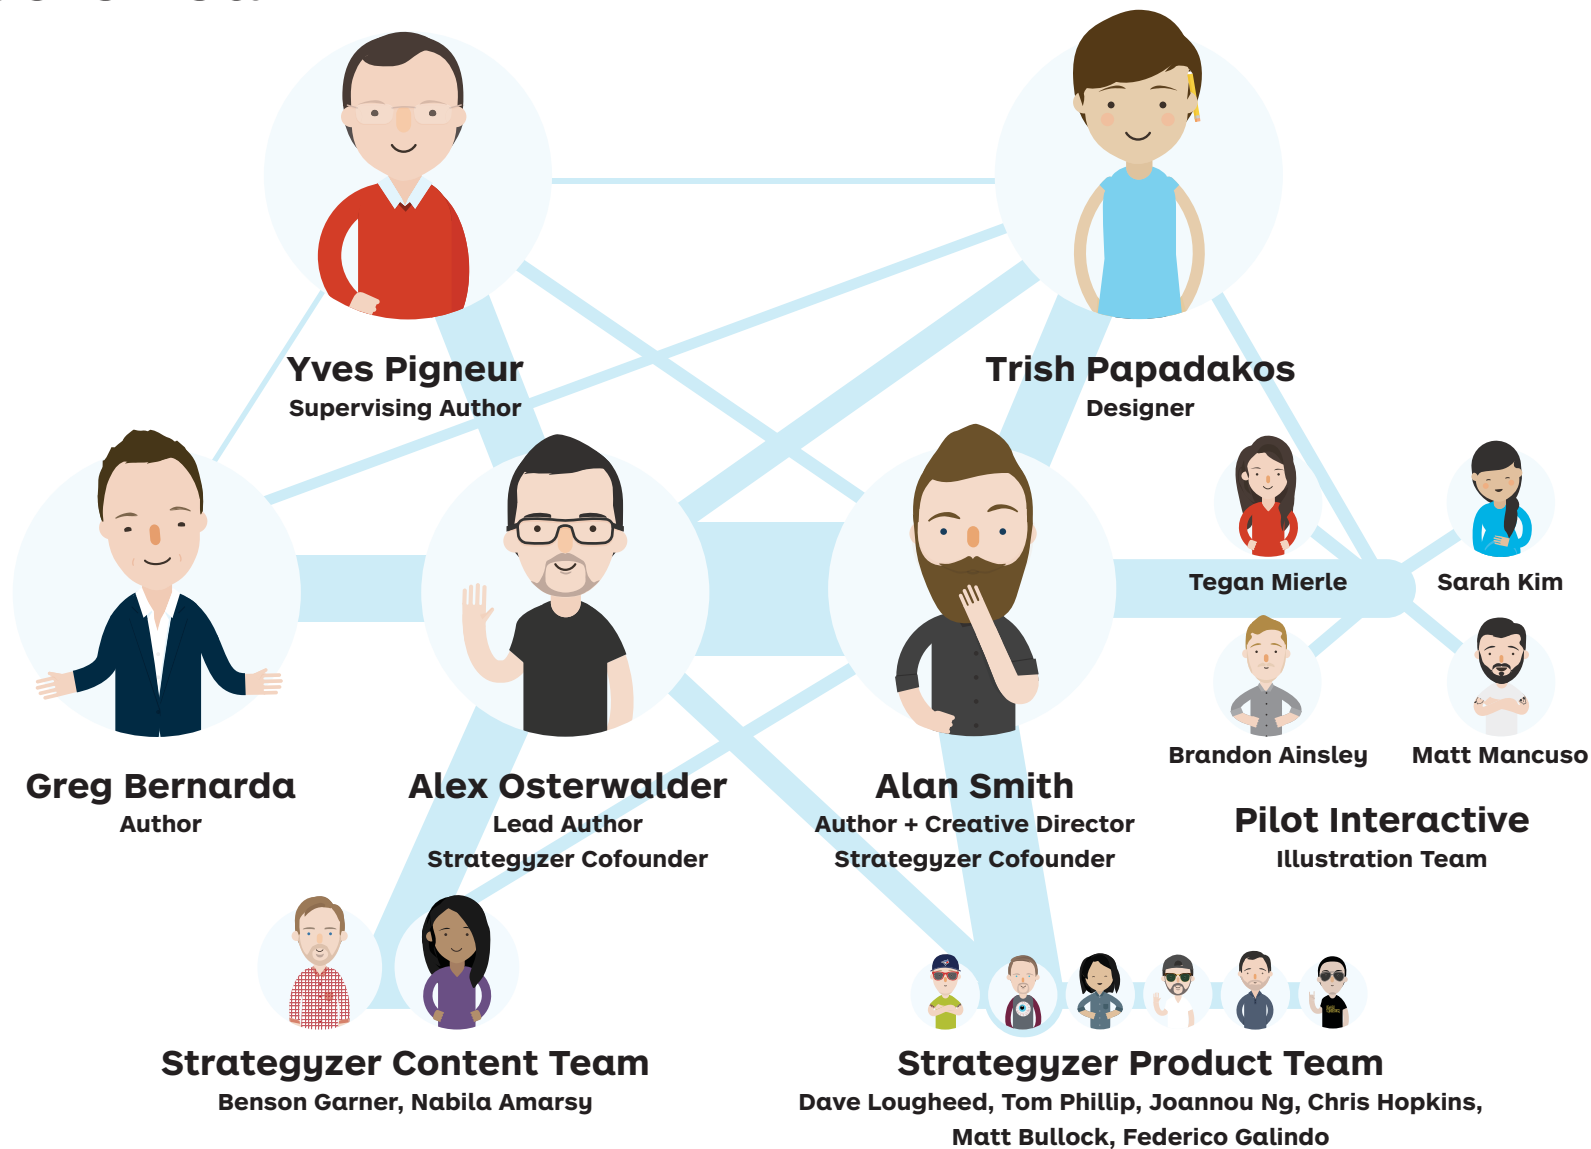 Yves Pigneur
Supervising Author
Trish Papadakos
Designer
Tegan Mierle
Sarah Kim
Brandon Ainsley
Matt Mancuso
Greg Bernarda
Author
Alex Osterwalder
Lead Author
Strategyzer Cofounder
Alan Smith
Author + Creative Director
Strategyzer Cofounder
Pilot Interactive
Illustration Team
Strategyzer Content Team
Benson Garner, Nabila Amarsy
Strategyzer Product Team
Dave Lougheed, Tom Phillip, Joannou Ng, Chris Hopkins,
Matt Bullock, Federico Galindo